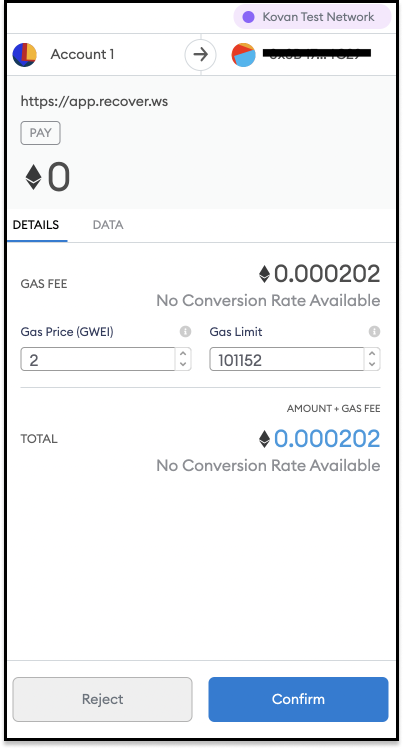 Kovan Test Network
Account 1
https://app.recover.ws
PAY
0
DETAILS DATA
GAS FEE
0.000202
No Conversion Rate Available
Gas Price (GWEI) Gas Limit
2 101152
AMOUNT + GAS FEE
TOTAL
0.000202
No Conversion Rate Available
Reject Confirm